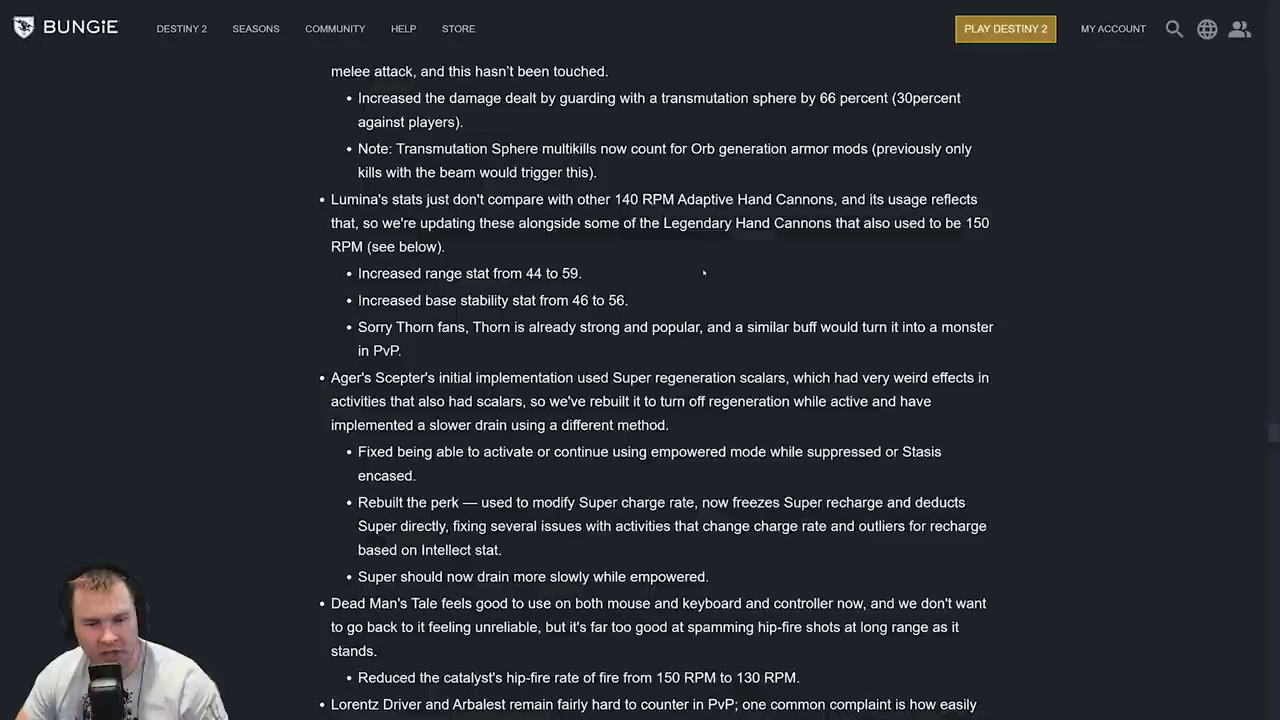 BUNGiE
DESTINY 2
SEASONS
COMMUNITY
HELP
STORE
PLAY DESTINY 2
MY ACCOUNT
melee attack, and this hasn't been touched.
• Increased the damage dealt by guarding with a transmutation sphere by 66 percent (30percent
against players).
• Note: Transmutation Sphere multikills now count for Orb generation armor mods (previously only
kills with the beam would trigger this).
• Lumina's stats just don't compare with other 140 RPM Adaptive Hand Cannons, and its usage reflects
that, so we're updating these alongside some of the Legendary Hand Cannons that also used to be 150
RPM (see below).
• Increased range stat from 44 to 59.
• Increased base stability stat from 46 to 56.
• Sorry Thorn fans, Thorn is already strong and popular, and a similar buff would turn it into a monster
in PvP.
• Ager's Scepter's initial implementation used Super regeneration scalars, which had very weird effects in
activities that also had scalars, so we've rebuilt it to turn off regeneration while active and have
implemented a slower drain using a different method.
• Fixed being able to activate or continue using empowered mode while suppressed or Stasis
encased.
• Rebuilt the perk — used to modify Super charge rate, now freezes Super recharge and deducts
Super directly, fixing several issues with activities that change charge rate and outliers for recharge
based on Intellect stat.
• Super should now drain more slowly while empowered.
• Dead Man's Tale feels good to use on both mouse and keyboard and controller now, and we don't want
to go back to it feeling unreliable, but it's far too good at spamming hip-fire shots at long range as it
stands.
• Reduced the catalyst's hip-fire rate of fire from 150 RPM to 130 RPM.
• Lorentz Driver and Arbalest remain fairly hard to counter in PvP; one common complaint is how easily